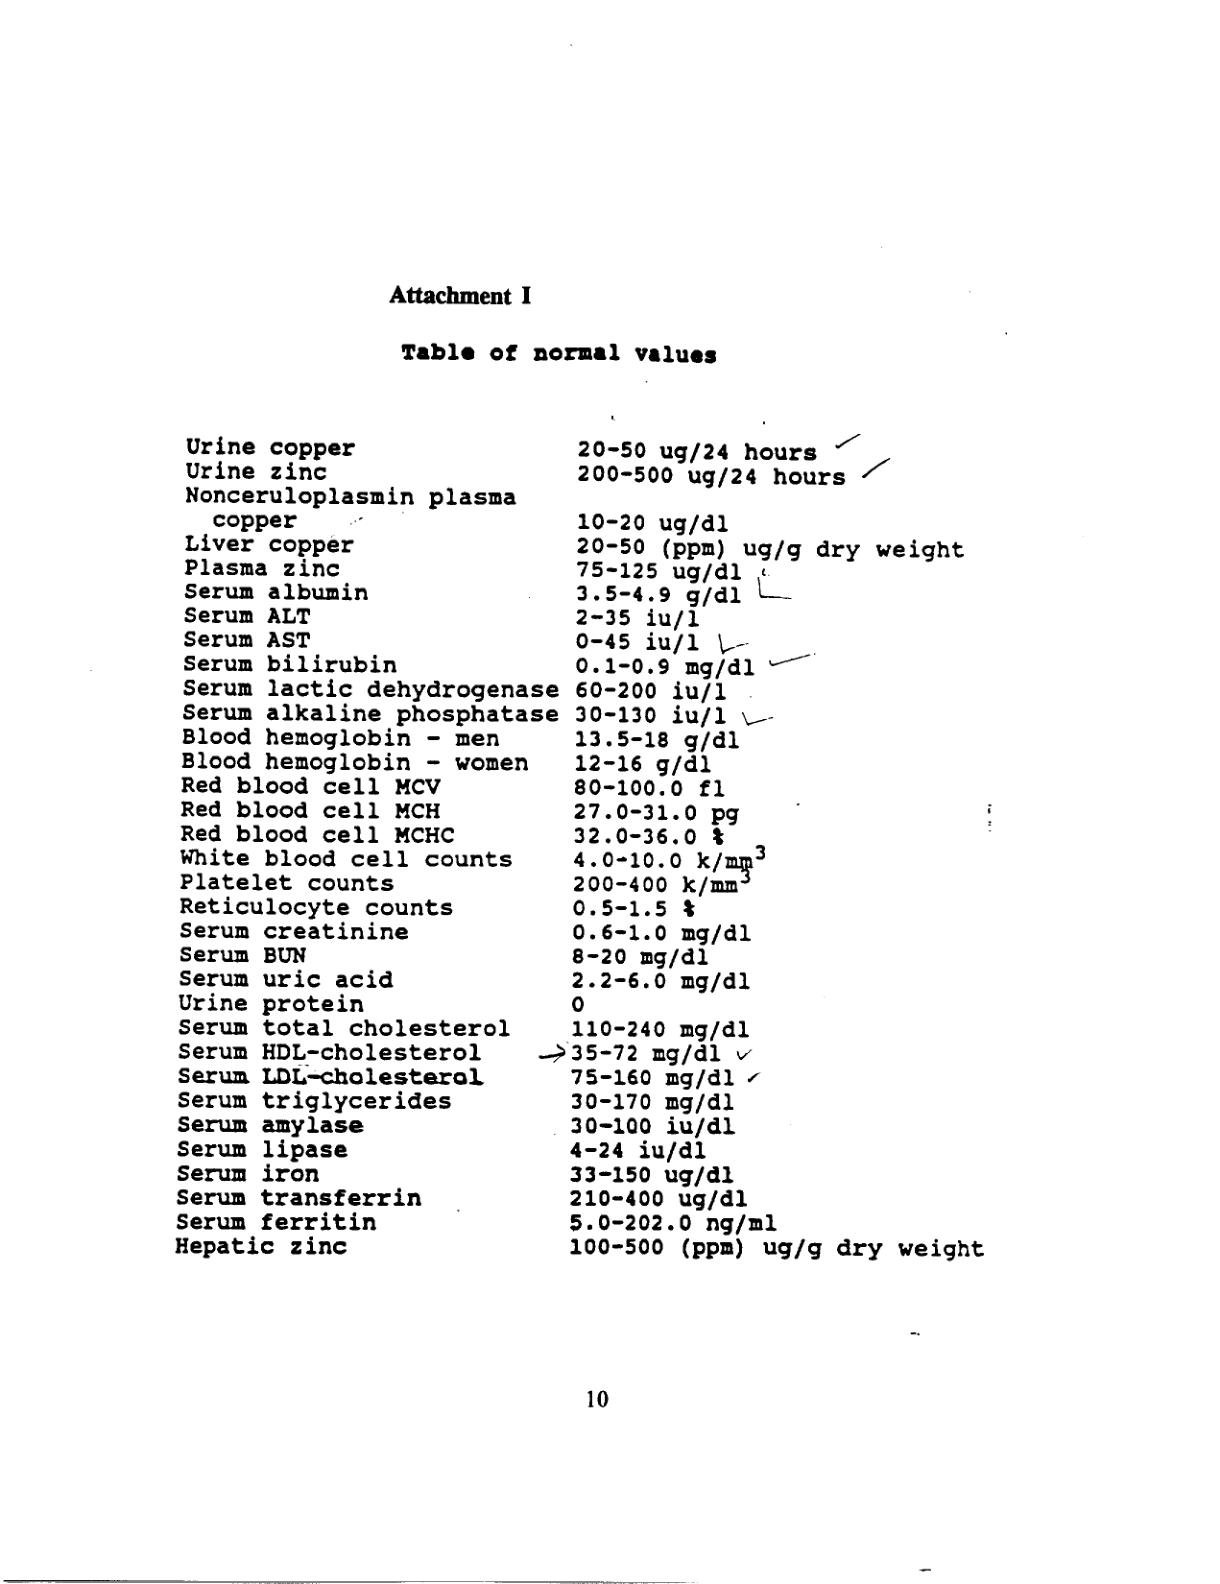 Attachment I
Table of normal values
Urine copper 20-50 ug/24 hours ✓
Urine zinc 200-500 ug/24 hours ✓
Nonceruloplasmin plasma
copper 10-20 ug/dl
Liver copper 20-50 (ppm) ug/g dry weight
Plasma zinc 75-125 ug/dl
Serum albumin 3.5-4.9 g/dl ✓
Serum ALT 2-35 iu/l
Serum AST 0-45 iu/l ✓
Serum bilirubin 0.1-0.9 mg/dl ✓
Serum lactic dehydrogenase 60-200 iu/l
Serum alkaline phosphatase 30-130 iu/l ✓
Blood hemoglobin - men 13.5-18 g/dl
Blood hemoglobin - women 12-16 g/dl
Red blood cell MCV 80-100.0 fl
Red blood cell MCH 27.0-31.0 pg
Red blood cell MCHC 32.0-36.0 %
White blood cell counts 4.0-10.0 k/mm3
Platelet counts 200-400 k/mm3
Reticulocyte counts 0.5-1.5 %
Serum creatinine 0.6-1.0 mg/dl
Serum BUN 8-20 mg/dl
Serum uric acid 2.2-6.0 mg/dl
Urine protein 0
Serum total cholesterol 110-240 mg/dl
Serum HDL-cholesterol →35-72 mg/dl ✓
Serum LDL-cholesterol 75-160 mg/dl ✓
Serum triglycerides 30-170 mg/dl
Serum amylase 30-100 iu/dl
Serum lipase 4-24 iu/dl
Serum iron 33-150 ug/dl
Serum transferrin 210-400 ug/dl
Serum ferritin 5.0-202.0 ng/ml
Hepatic zinc 100-500 (ppm) ug/g dry weight
10